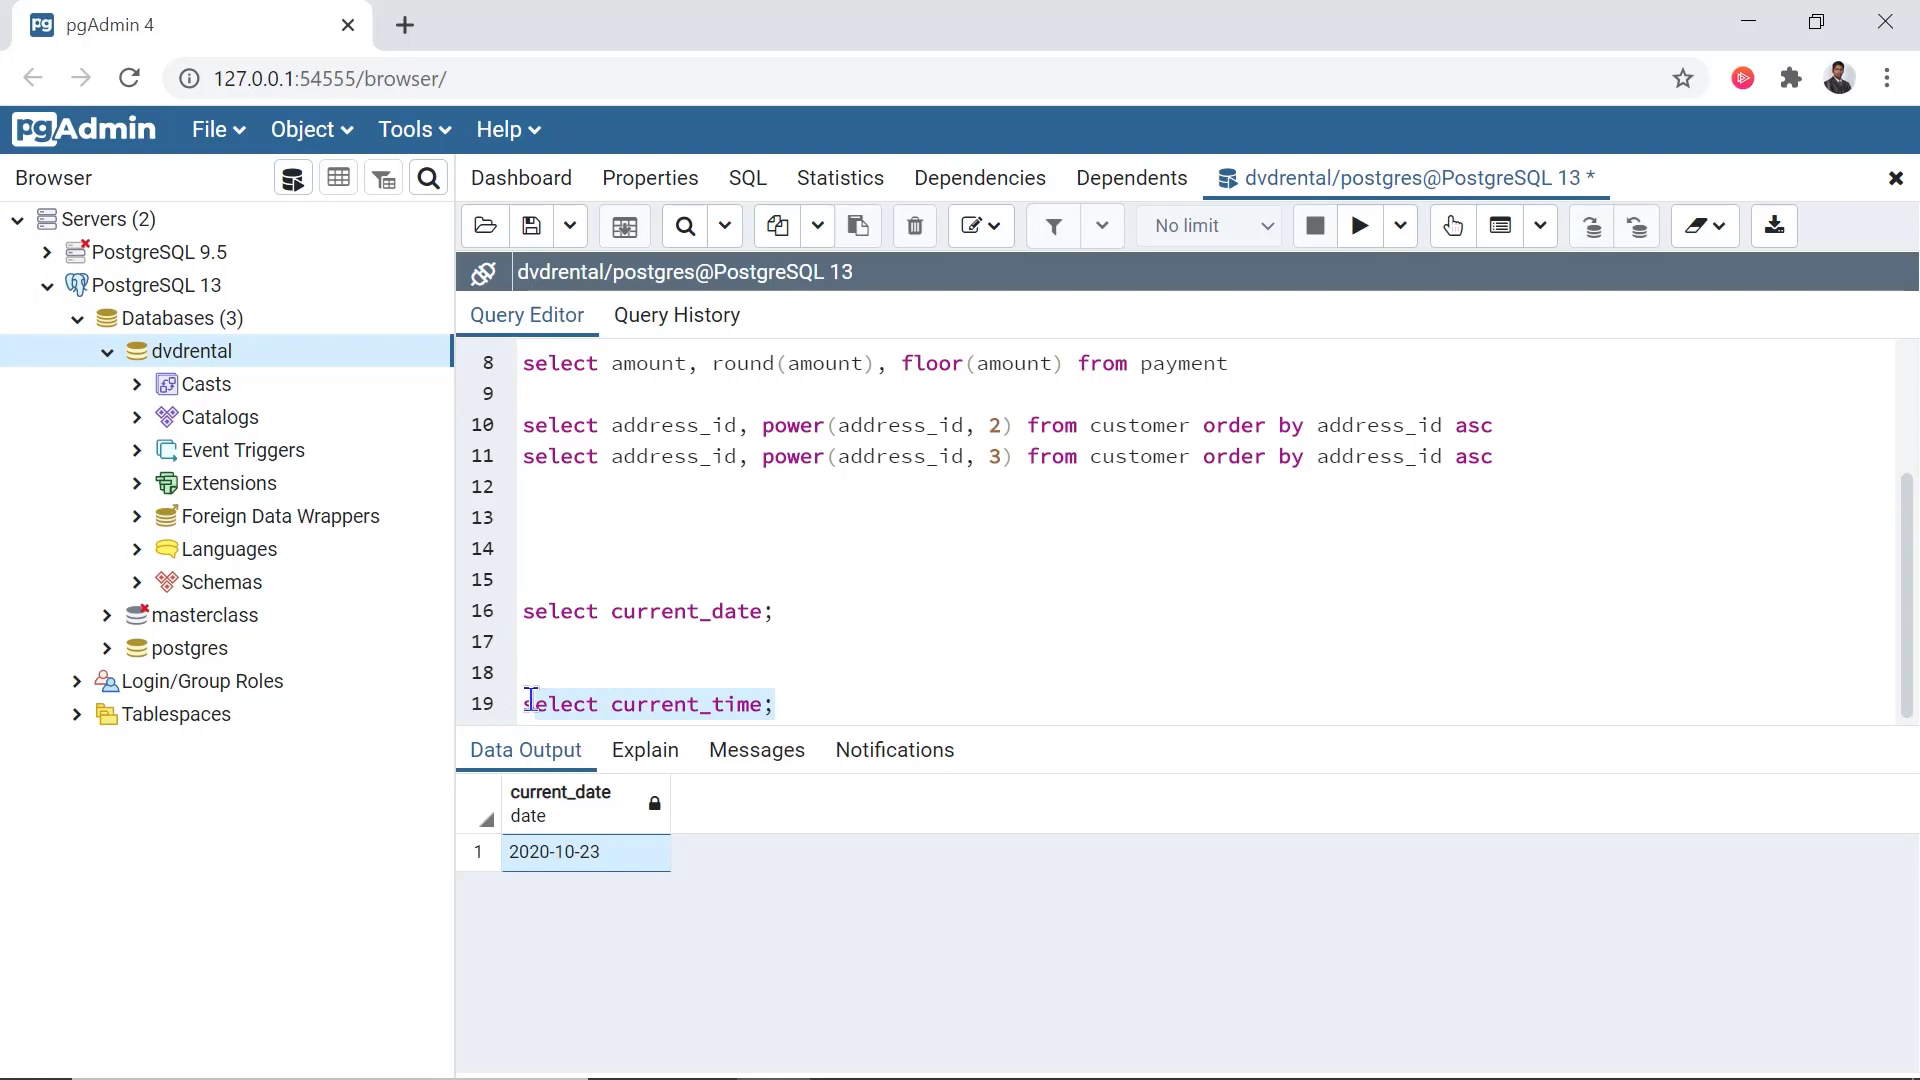 pg pgAdmin 4
127.0.0.1:54555/browser/
pgAdmin File Object Tools Help
Browser
Dashboard Properties SQL Statistics Dependencies Dependents dvdrental/postgres@PostgreSQL 13 *
Servers (2)
PostgreSQL 9.5
PostgreSQL 13
Databases (3)
dvdrental
Casts
Catalogs
Event Triggers
Extensions
Foreign Data Wrappers
Languages
Schemas
masterclass
postgres
Login/Group Roles
Tablespaces
No limit
dvdrental/postgres@PostgreSQL 13
Query Editor Query History
8 select amount, round(amount), floor(amount) from payment
9
10 select address_id, power(address_id, 2) from customer order by address_id asc
11 select address_id, power(address_id, 3) from customer order by address_id asc
12
13
14
15
16 select current_date;
17
18
19 select current_time;
Data Output Explain Messages Notifications
current_date
date
1 2020-10-23